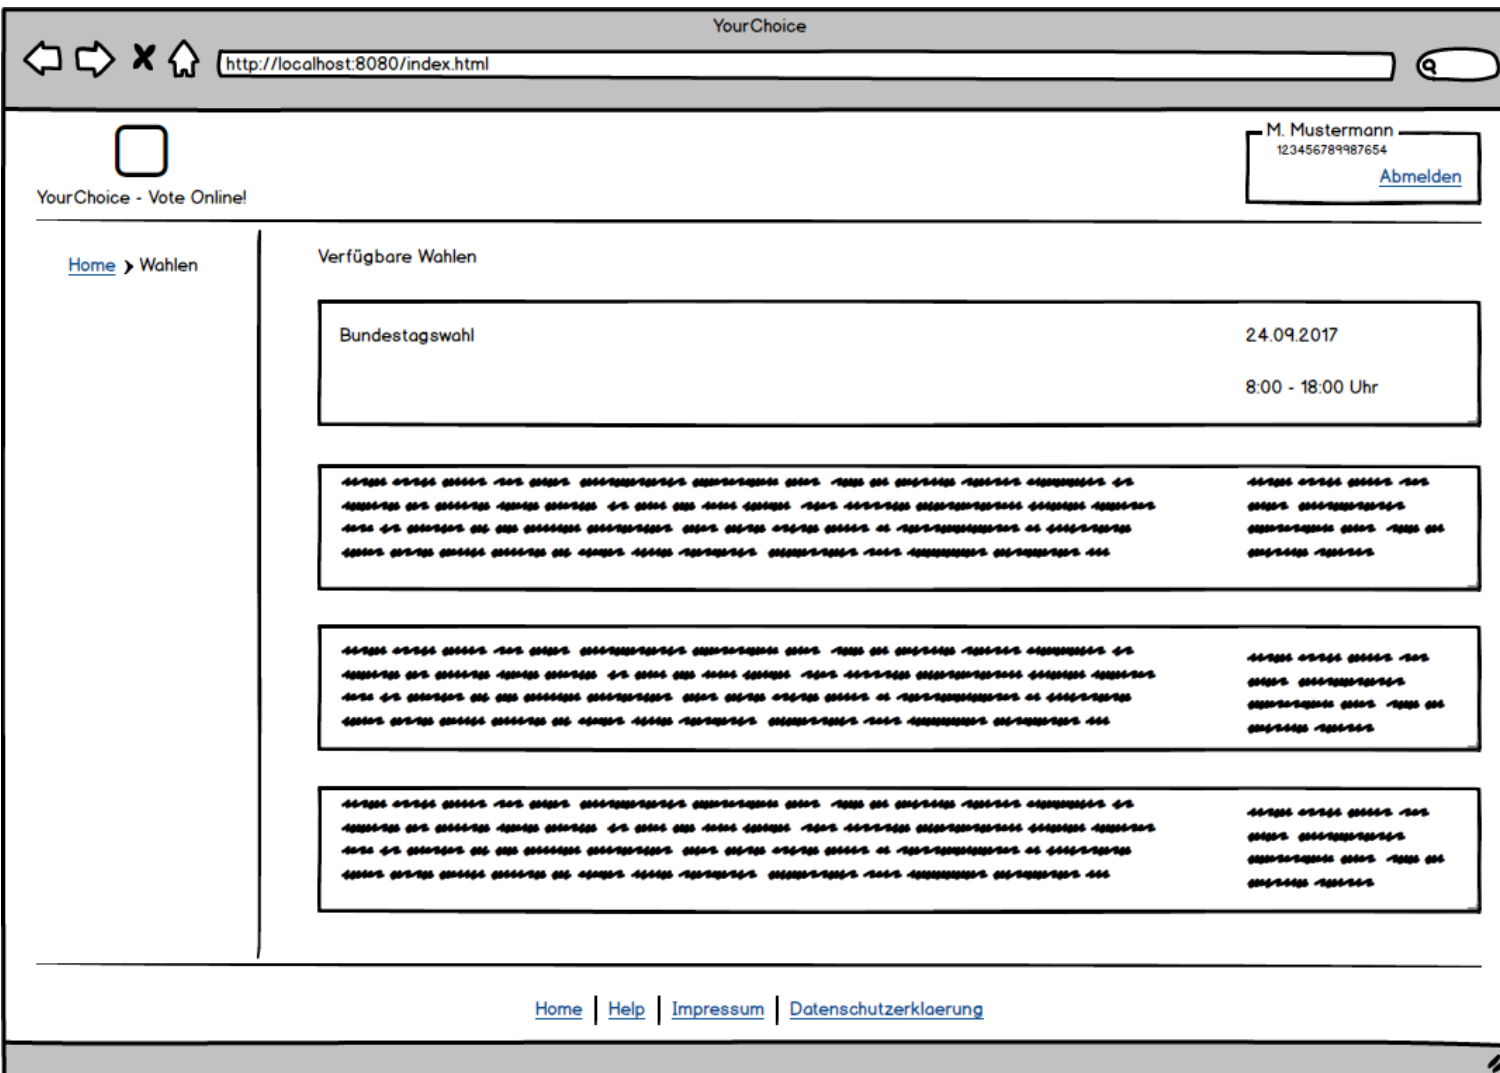 YourChoice
http://localhost:8080/index.html
M. Mustermann
123456789987654
Abmelden
YourChoice - Vote Online!
Home > Wahlen
Verfügbare Wahlen
Bundestagswahl
24.09.2017
8:00 - 18:00 Uhr
Home | Help | Impressum | Datenschutzerklaerung